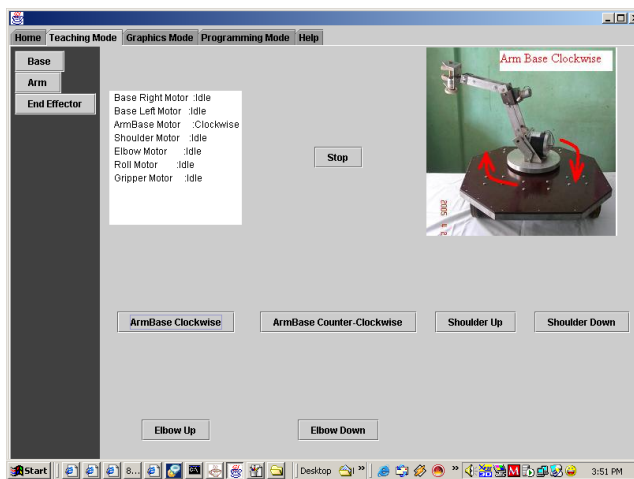 Home Teaching Mode Graphics Mode Programming Mode Help
Base
Arm
End Effector
Base Right Motor :Idle
Base Left Motor :Idle
ArmBase Motor :Clockwise
Shoulder Motor :Idle
Elbow Motor :Idle
Roll Motor :Idle
Gripper Motor :Idle
Stop
Arm Base Clockwise
2005
ArmBase Clockwise
ArmBase Counter-Clockwise
Shoulder Up
Shoulder Down
Elbow Up
Elbow Down
Start 8... Desktop » » M 3:51 PM